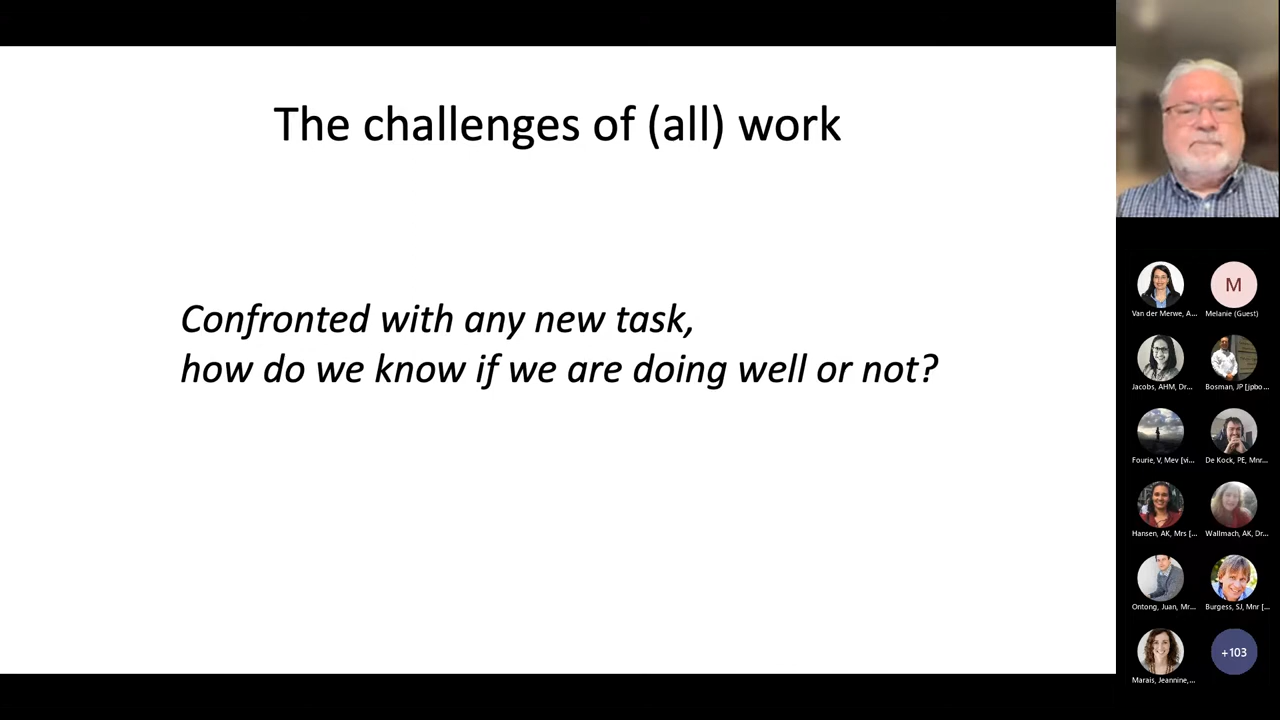 The challenges of (all) work
Confronted with any new task,
how do we know if we are doing well or not?
Van der Merwe, A...
M
Melanie (Guest)
Jacobs, AHM, Dr...
Bosman, JP [jpbo...
Fourie, V, Mev [vi...
De Kock, PE, Mnr...
Hansen, AK, Mrs [...
Wallmach, AK, Dr...
Ontong, Juan, Mr...
Burgess, SJ, Mnr [...
Marais, Jeannine,...
+103